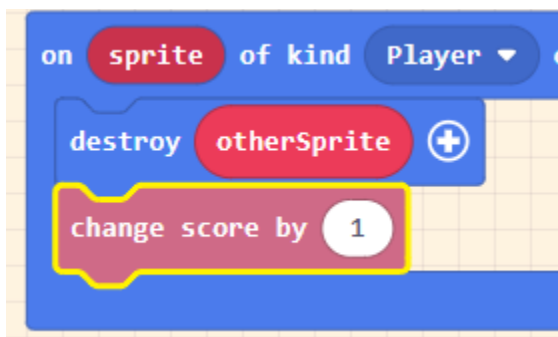 on sprite of kind Player
destroy otherSprite
change score by 1